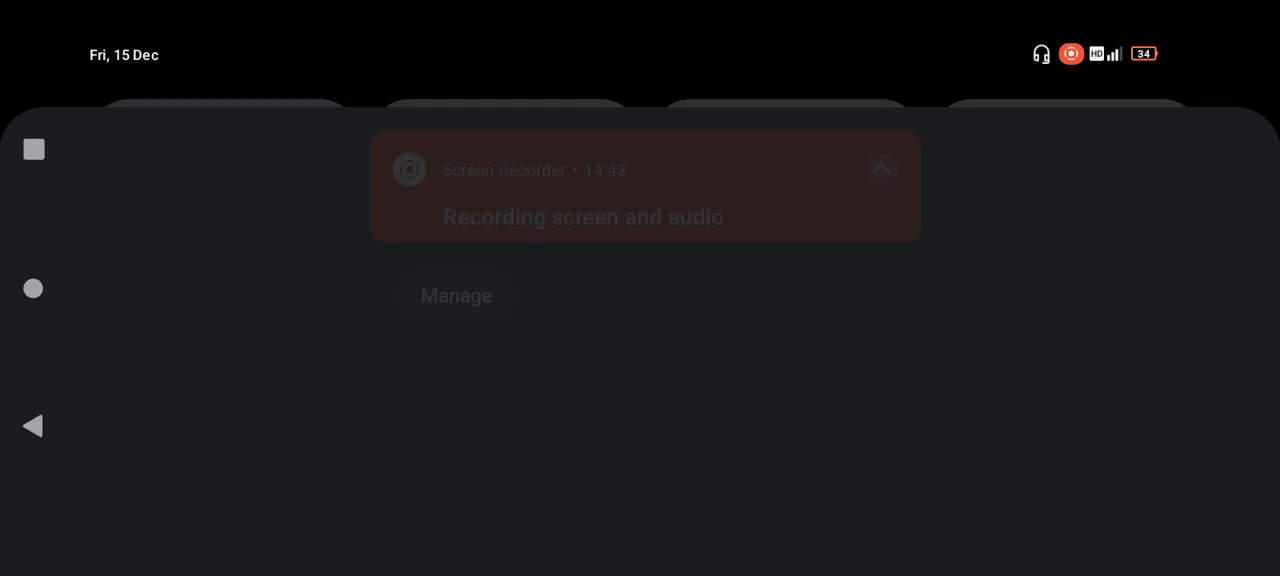 Fri, 15 Dec
HD
34
Screen Recorder • 14:43
Recording screen and audio
Manage